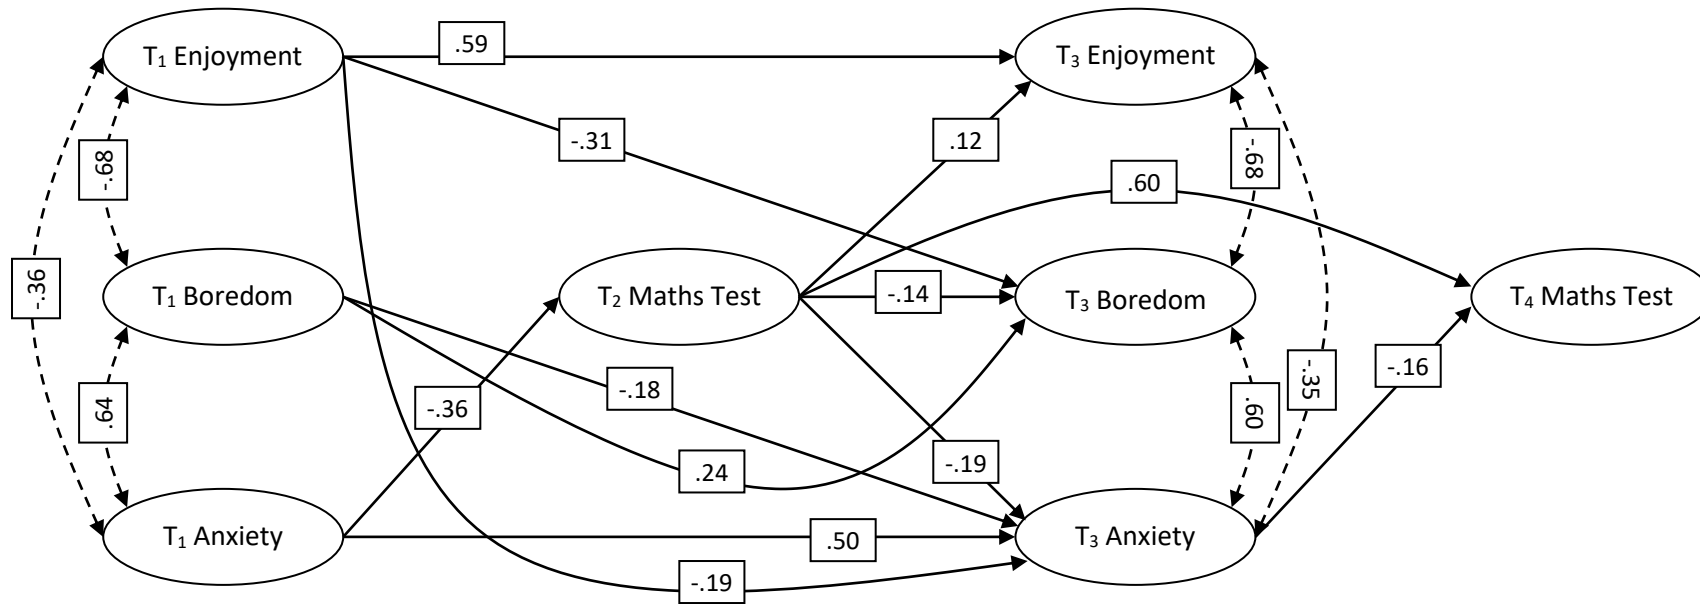 T₁ Enjoyment
.59
T₃ Enjoyment
-.31
.12
-.68
-.68
.60
-.36
T₁ Boredom
T₂ Maths Test
-.14
T₃ Boredom
T₄ Maths Test
-.35
-.16
-.18
-.36
.64
.60
.24
-.19
T₁ Anxiety
.50
T₃ Anxiety
-.19